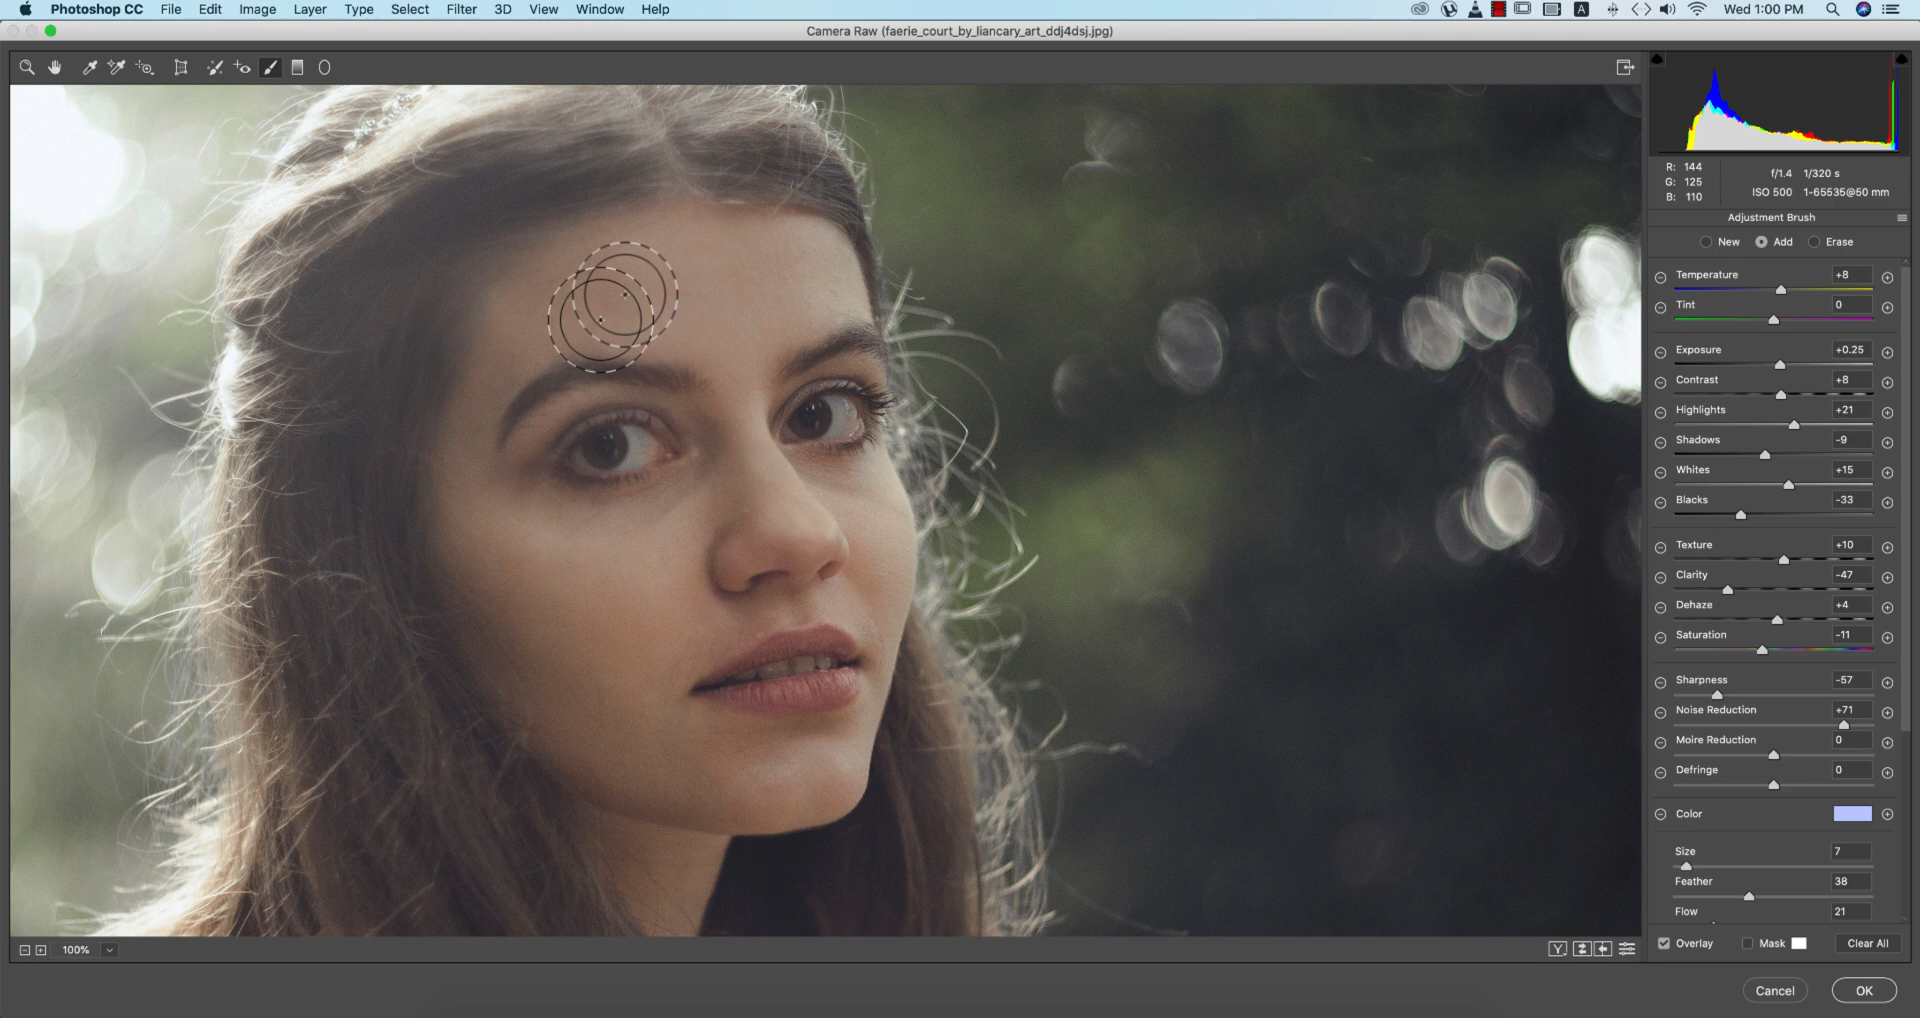 Photoshop CC File Edit Image Layer Type Select Filter 3D View Window Help A Wed 1:00 PM
Camera Raw (faerie_court_by_liancary_art_ddj4dsj.jpg)
R: 144
G: 125
B: 110
f/1.4 1/320 s
ISO 500 1-65535@50 mm
Adjustment Brush
New Add Erase
Temperature +8
Tint 0
Exposure +0.25
Contrast +8
Highlights +21
Shadows -9
Whites +15
Blacks -33
Texture +10
Clarity -47
Dehaze +4
Saturation -11
Sharpness -57
Noise Reduction +71
Moire Reduction 0
Defringe 0
Color
Size 7
Feather 38
Flow 21
100% Y Overlay Mask Clear All
Cancel OK